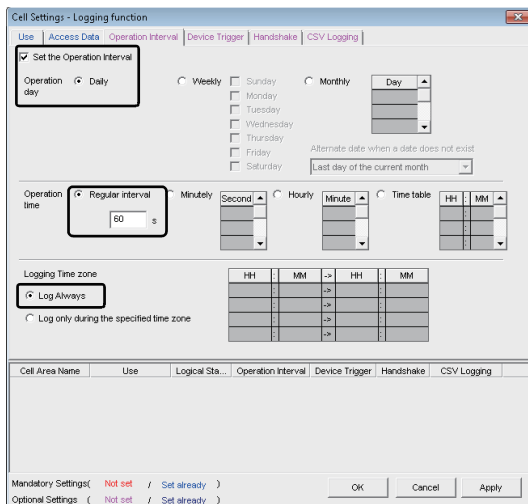 Cell Settings - Logging function
Use Access Data Operation Interval Device Trigger Handshake CSV Logging
Set the Operation Interval
Operation day Daily Weekly Sunday Monthly Day
Monday
Tuesday
Wednesday
Thursday
Friday Alternate date when a date does not exist
Saturday Last day of the current month
Operation time Regular interval Minutely Second Hourly Minute Time table HH : MM
60 s
Logging Time zone HH : MM -> HH : MM
Log Always : -> :
Log only during the specified time zone : -> :
: -> :
: -> :
Cell Area Name Use Logical Sta... Operation Interval Device Trigger Handshake CSV Logging
Mandatory Settings( Not set / Set already ) OK Cancel Apply
Optional Settings ( Not set / Set already )